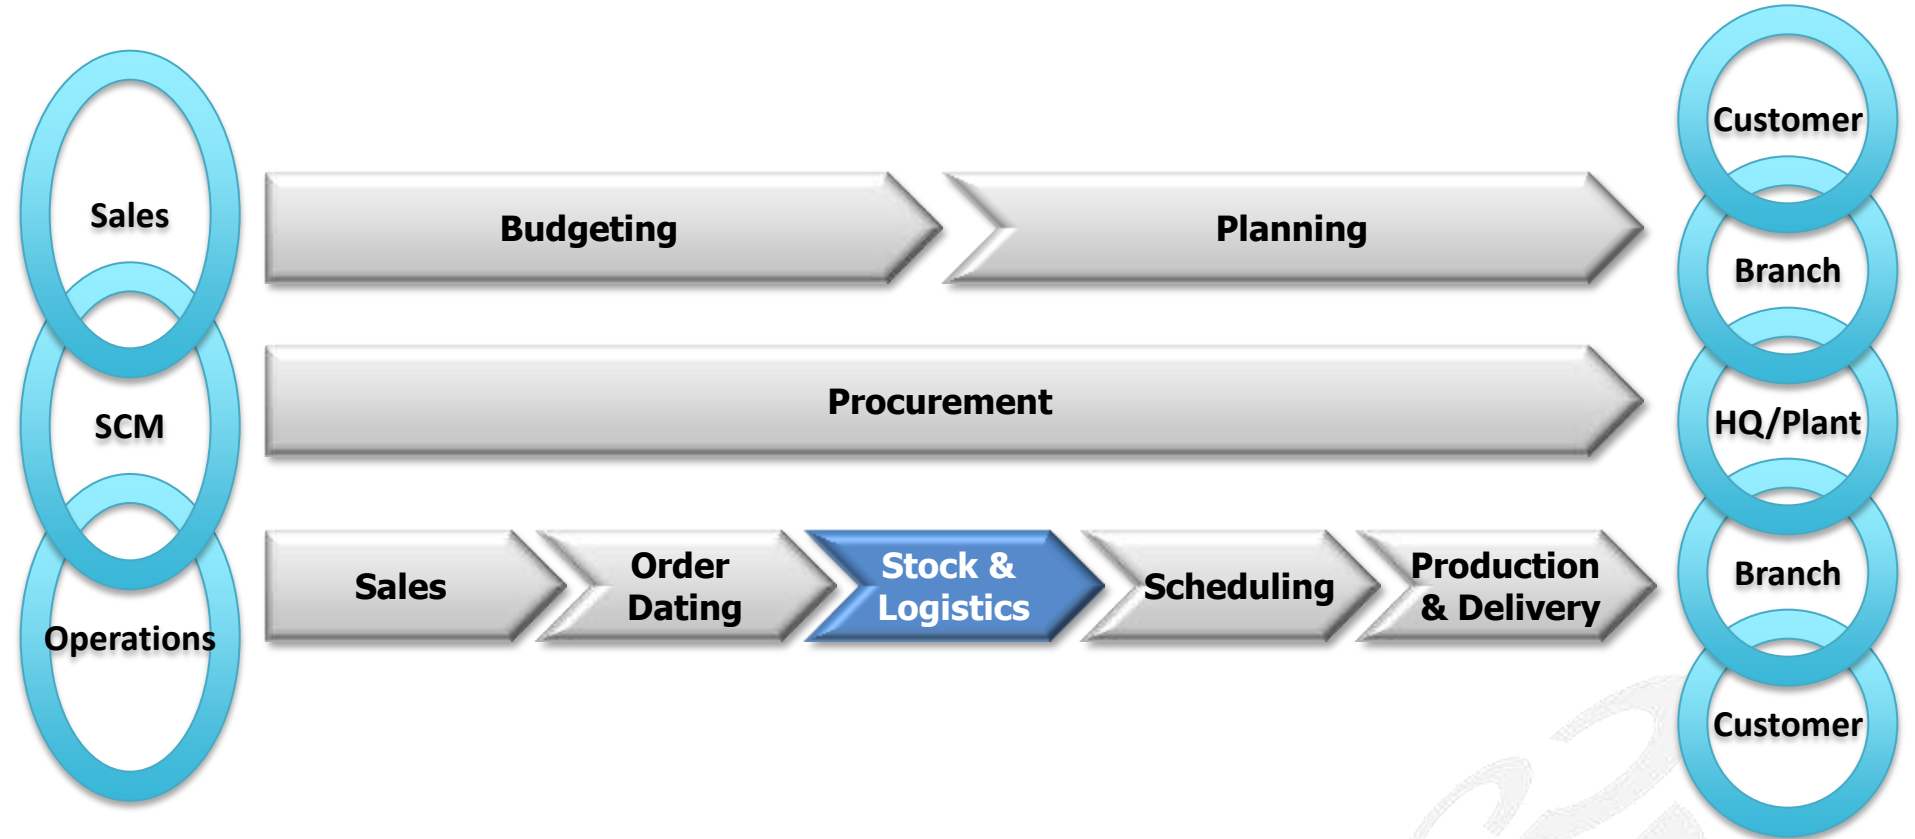 Sales
SCM
Operations
Budgeting
Planning
Procurement
Sales
Order
Dating
Stock &
Logistics
Scheduling
Production
& Delivery
Customer
Branch
HQ/Plant
Branch
Customer